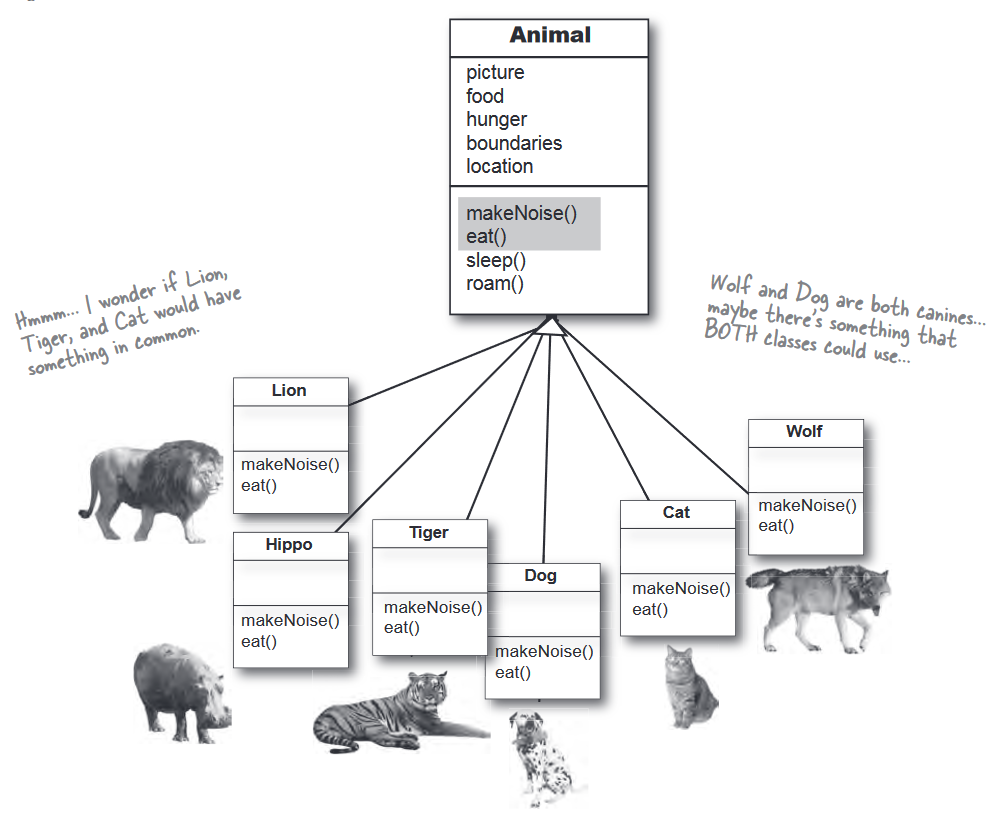 Animal
picture
food
hunger
boundaries
location
makeNoise()
eat()
sleep()
roam()
Hmmm... I wonder if Lion,
Tiger, and Cat would have
something in common.
Wolf and Dog are both canines...
maybe there's something that
BOTH classes could use...
Lion
makeNoise()
eat()
Wolf
makeNoise()
eat()
Hippo
makeNoise()
eat()
Tiger
makeNoise()
eat()
Dog
makeNoise()
eat()
Cat
makeNoise()
eat()